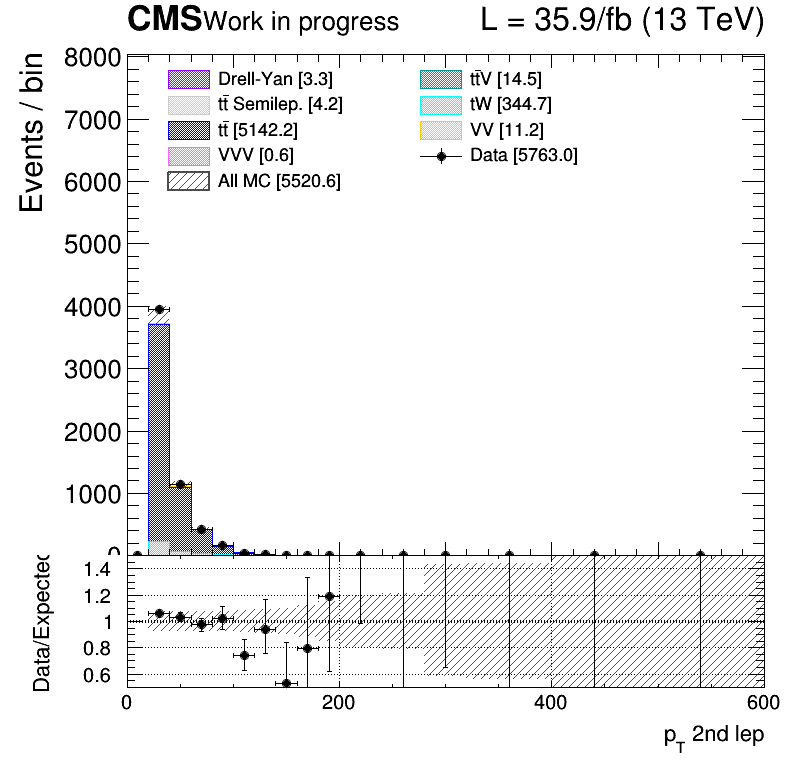 CMS Work in progress L = 35.9/fb (13 TeV)
Events / bin
8000
7000
6000
5000
4000
3000
2000
1000
0
Drell-Yan [3.3]
tt̄ Semilep. [4.2]
tt̄ [5142.2]
VVV [0.6]
All MC [5520.6]
tt̄V [14.5]
tW [344.7]
VV [11.2]
Data [5763.0]
Data/Expected
1.4
1.2
1
0.8
0.6
0 200 400 600
p_T 2nd lep